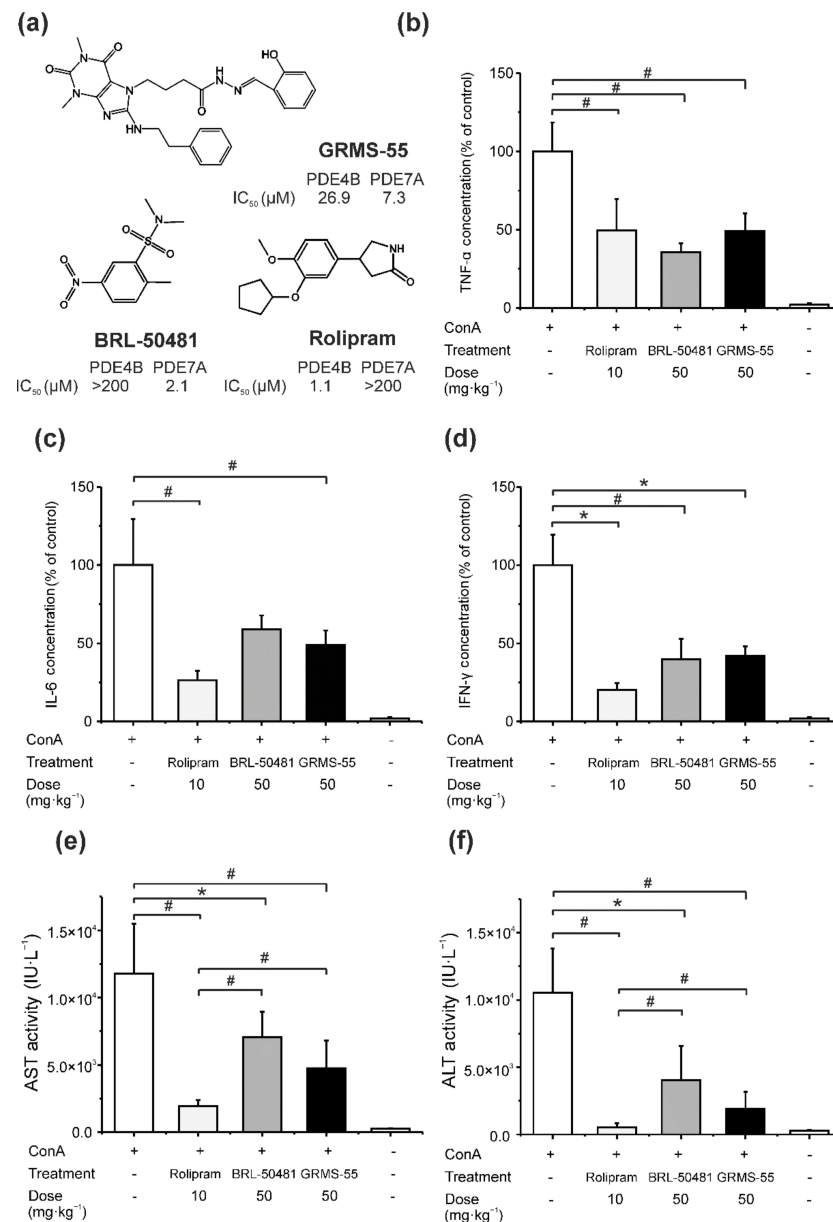 (a)
O
N
N
O
N
N
N
HN
O
H
N
N
HO
GRMS-55
PDE4B PDE7A
IC50 (µM) 26.9 7.3
N
O
S
O
O
N
O
BRL-50481
PDE4B PDE7A
IC50 (µM) >200 2.1
O
O
NH
O
Rolipram
PDE4B PDE7A
IC50 (µM) 1.1 >200
(b)
TNF-α concentration (% of control)
150
100
50
0
# # #
ConA + + + + -
Treatment - Rolipram BRL-50481 GRMS-55 -
Dose - 10 50 50 -
(mg·kg⁻¹)
(c)
IL-6 concentration (% of control)
150
100
50
0
# #
ConA + + + + -
Treatment - Rolipram BRL-50481 GRMS-55 -
Dose - 10 50 50 -
(mg·kg⁻¹)
(d)
IFN-γ concentration (% of control)
150
100
50
0
* # *
ConA + + + + -
Treatment - Rolipram BRL-50481 GRMS-55 -
Dose - 10 50 50 -
(mg·kg⁻¹)
(e)
AST activity (IU·L⁻¹)
1.5×10⁴
1.0×10⁴
5.0×10³
0.0
#
*
#
#
#
ConA + + + + -
Treatment - Rolipram BRL-50481 GRMS-55 -
Dose - 10 50 50 -
(mg·kg⁻¹)
(f)
ALT activity (IU·L⁻¹)
1.5×10⁴
1.0×10⁴
5.0×10³
0.0
#
*
#
#
#
ConA + + + + -
Treatment - Rolipram BRL-50481 GRMS-55 -
Dose - 10 50 50 -
(mg·kg⁻¹)